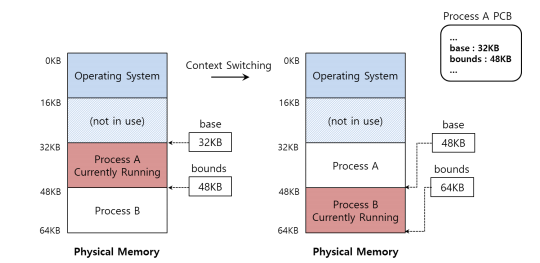 Process A PCB
...
base : 32KB
bounds : 48KB
...
Context Switching
0KB
Operating System
16KB
(not in use)
base
32KB
32KB
Process A
Currently Running
bounds
48KB
48KB
Process B
64KB
Physical Memory
0KB
Operating System
16KB
(not in use)
base
32KB
48KB
Process A
bounds
48KB
64KB
Process B
Currently Running
64KB
Physical Memory